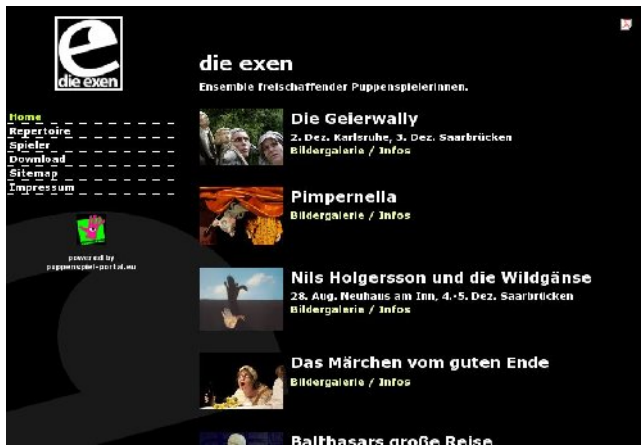 e
die exen
Home
Repertoire
Spieler
Download
Sitemap
Impressum
powered by
puppenspiel-portal.eu
die exen
Ensemble freischaffender Puppenspielerinnen.
Die Geierwally
2. Dez. Karlsruhe, 3. Dez. Saarbrücken
Bildergalerie / Infos
Pimpernella
Bildergalerie / Infos
Nils Holgersson und die Wildgänse
28. Aug. Neuhaus am Inn, 4.-5. Dez. Saarbrücken
Bildergalerie / Infos
Das Märchen vom guten Ende
Bildergalerie / Infos
Balthasars große Reise